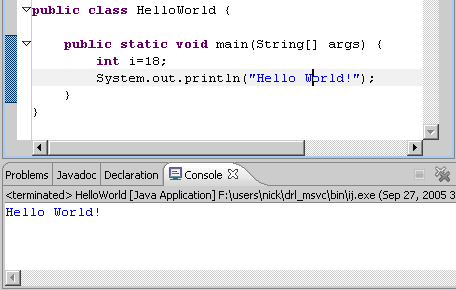 public class HelloWorld {
public static void main(String[] args) {
int i=18;
System.out.println("Hello World!");
}
}
Problems Javadoc Declaration Console
<terminated> HelloWorld [Java Application] F:\users\nick\drl_msvc\bin\ij.exe (Sep 27, 2005 3
Hello World!